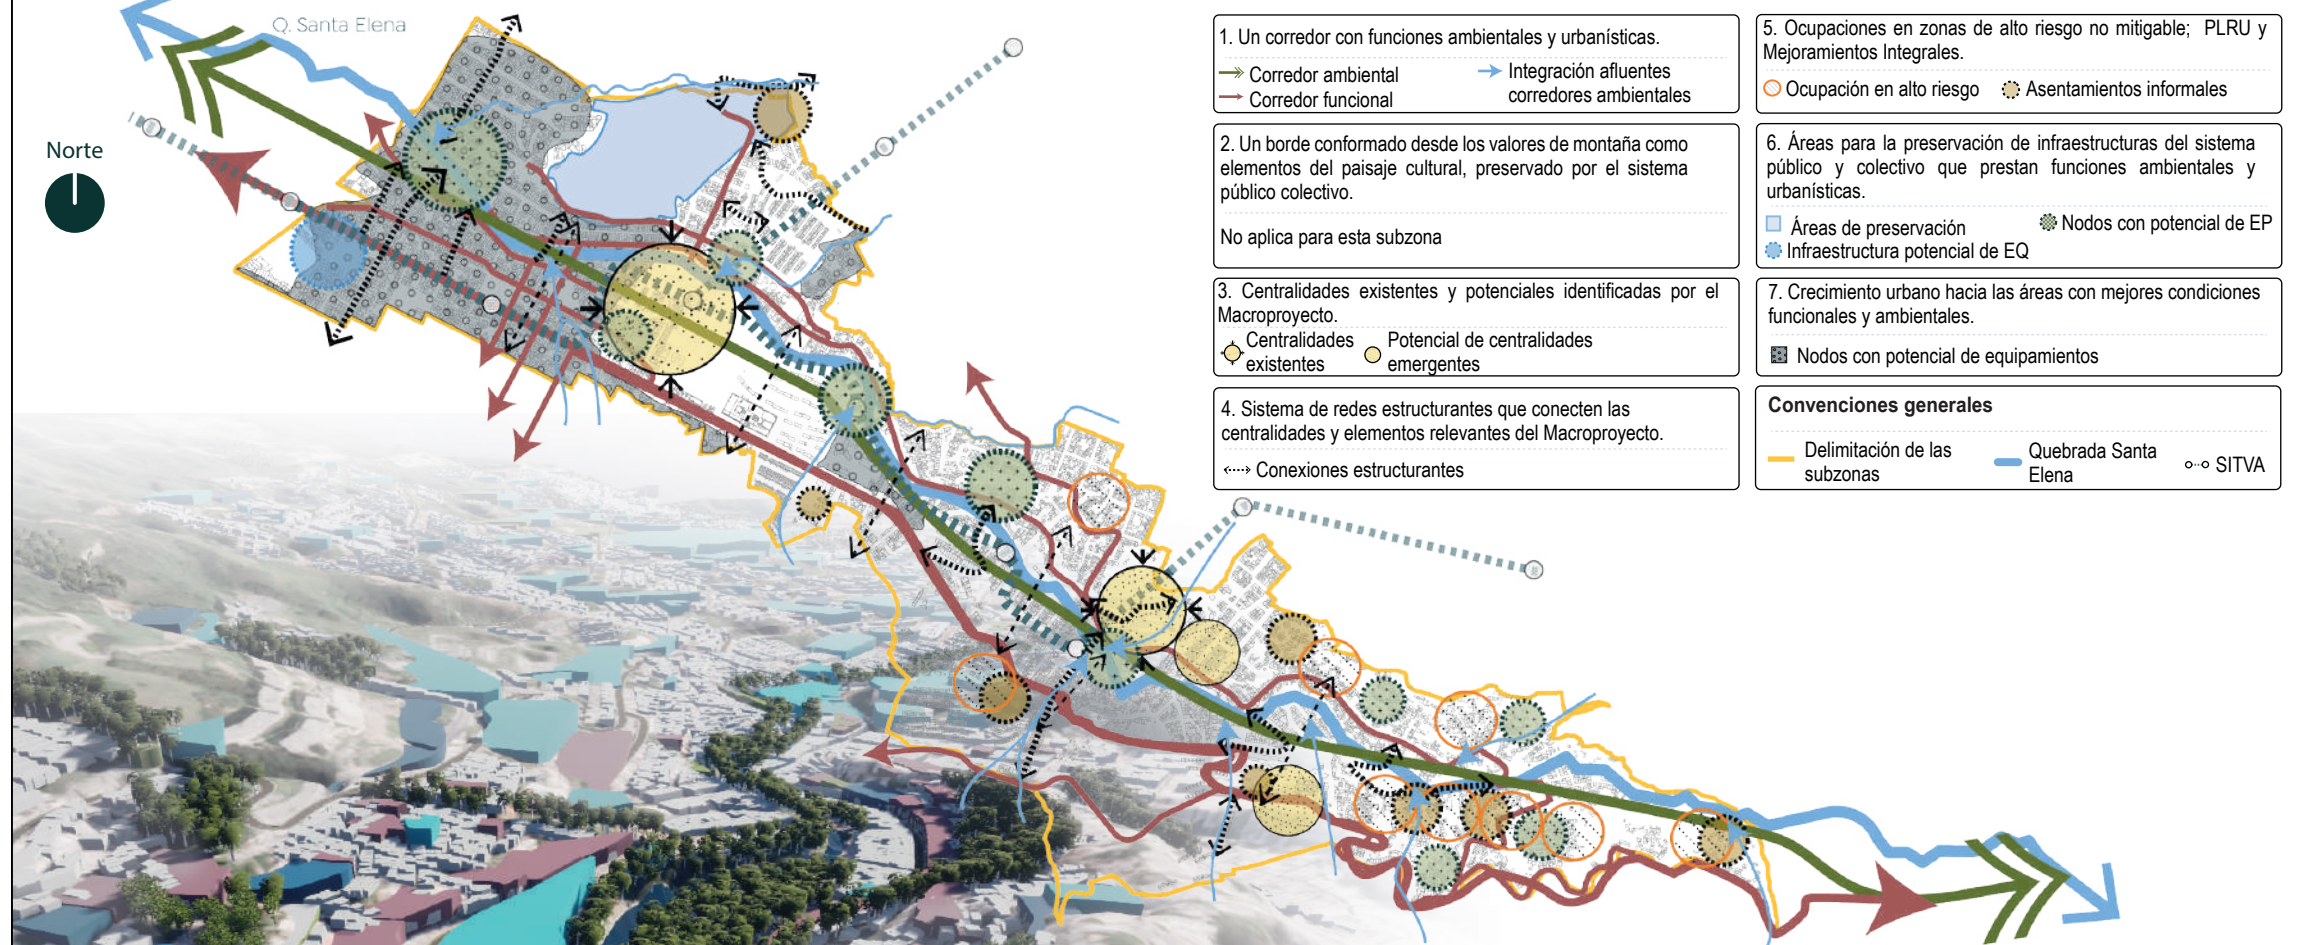 Q. Santa Elena
Norte
1. Un corredor con funciones ambientales y urbanísticas.
Corredor ambiental
Corredor funcional
Integración afluentes
corredores ambientales
2. Un borde conformado desde los valores de montaña como
elementos del paisaje cultural, preservado por el sistema
público colectivo.
No aplica para esta subzona
3. Centralidades existentes y potenciales identificadas por el
Macroproyecto.
Centralidades
existentes
Potencial de centralidades
emergentes
4. Sistema de redes estructurantes que conecten las
centralidades y elementos relevantes del Macroproyecto.
Conexiones estructurantes
5. Ocupaciones en zonas de alto riesgo no mitigable; PLRU y
Mejoramientos Integrales.
Ocupación en alto riesgo
Asentamientos informales
6. Áreas para la preservación de infraestructuras del sistema
público y colectivo que prestan funciones ambientales y
urbanísticas.
Áreas de preservación
Nodos con potencial de EP
Infraestructura potencial de EQ
7. Crecimiento urbano hacia las áreas con mejores condiciones
funcionales y ambientales.
Nodos con potencial de equipamientos
Convenciones generales
Delimitación de las
subzonas
Quebrada Santa
Elena
SITVA